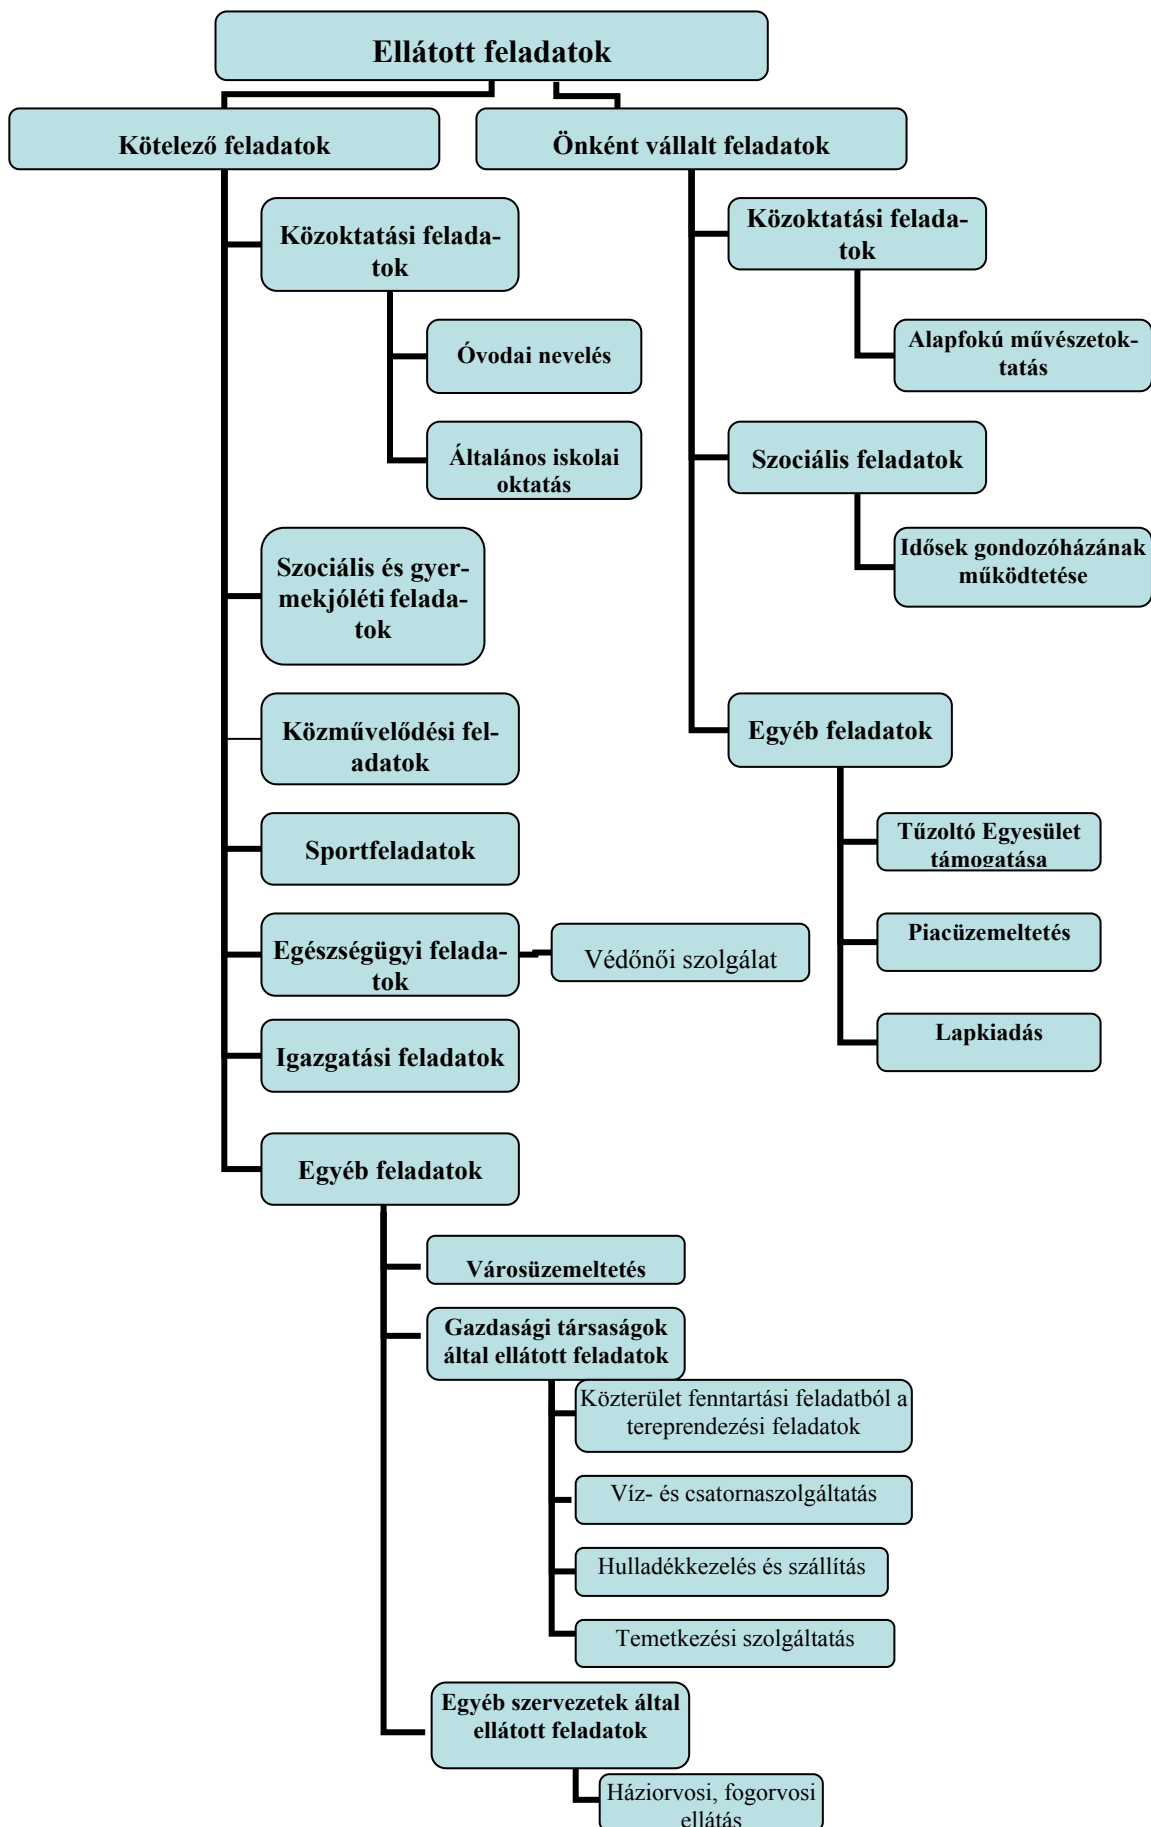 Ellátott feladatok
Kötelező feladatok
Önként vállalt feladatok
Közoktatási felada-
tok
Óvodai nevelés
Általános iskolai
oktatás
Szociális és gyer-
mekjóléti felada-
tok
Közművelődési fel-
adatok
Sportfeladatok
Egészségügyi felada-
tok
Védőnői szolgálat
Igazgatási feladatok
Egyéb feladatok
Városüzemeltetés
Gazdasági társaságok
által ellátott feladatok
Közterület fenntartási feladatból a
tereprendezési feladatok
Víz- és csatornaszolgáltatás
Hulladékkezelés és szállítás
Temetkezési szolgáltatás
Egyéb szervezetek által
ellátott feladatok
Háziorvosi, fogorvosi
ellátás
Közoktatási felada-
tok
Alapfokú művészetok-
tatás
Szociális feladatok
Idősek gondozóházának
működtetése
Egyéb feladatok
Tűzoltó Egyesület
támogatása
Piacüzemeltetés
Lapkiadás